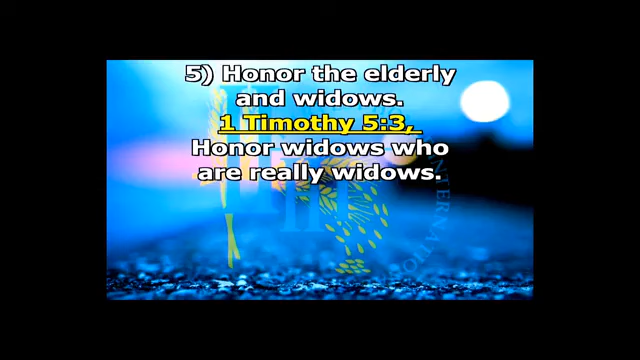 5) Honor the elderly
and widows.
1 Timothy 5:3,
Honor widows who
are really widows.